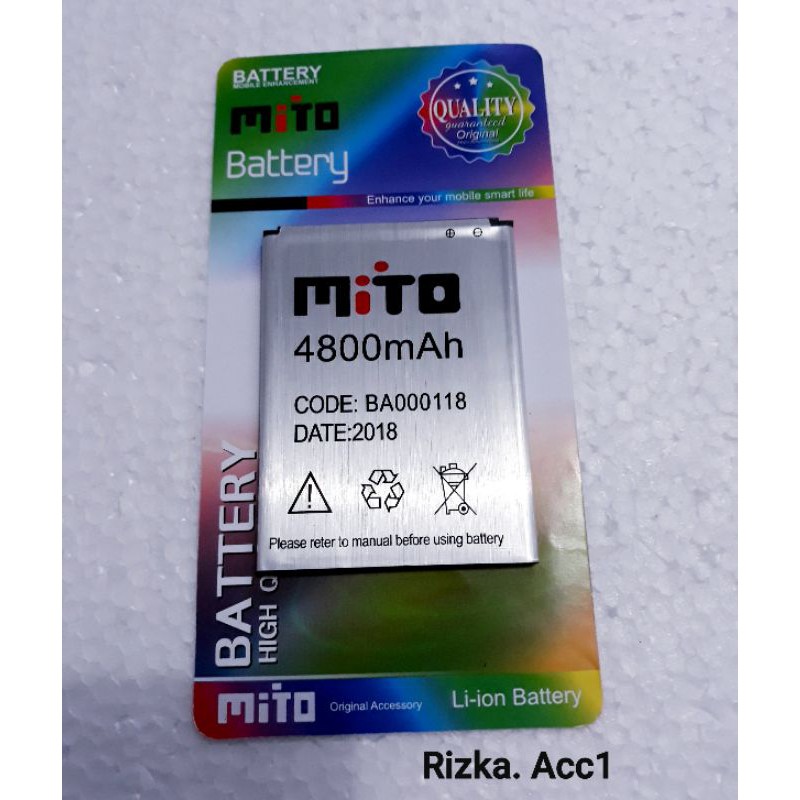 BATTERY
MOBILE ENHANCEMENT
mito
Battery
QUALITY
guaranteed
Original
Enhance your mobile smart life
mito
4800mAh
CODE: BA000118
DATE:2018
Please reter to manual before using battery
BATTERY
HIGH Q
mito
Original Accessory
Li-ion Battery
Rizka. Acc1